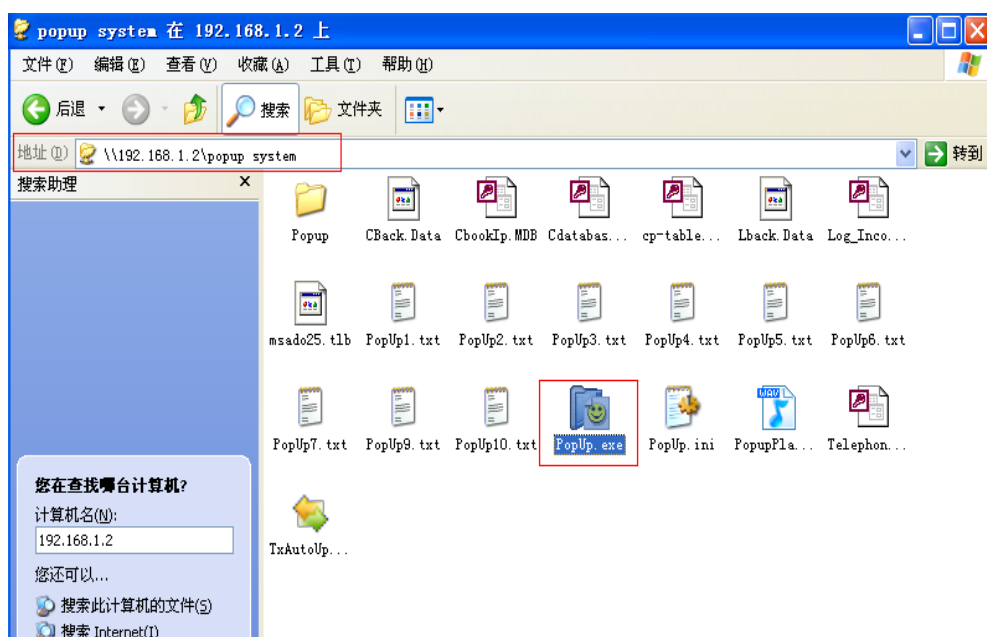 popup system 在 192.168.1.2 上
文件(F) 编辑(E) 查看(V) 收藏(A) 工具(T) 帮助(H)
后退 搜索 文件夹
地址(D) \\192.168.1.2\popup system 转到
搜索助理 X
Popup CBack.Data CbookIp.MDB Cdatabas... cp-table... Lback.Data Log_Inco...
msado25.tlb PopUp1.txt PopUp2.txt PopUp3.txt PopUp4.txt PopUp5.txt PopUp6.txt
WAV
PopUp7.txt PopUp9.txt PopUp10.txt PopUp.exe PopUp.ini PopupPla... Telephon...
TxAutoUp...
您在查找哪台计算机?
计算机名(N):
192.168.1.2
您还可以...
搜索此计算机的文件(S)
搜索 Internet(I)